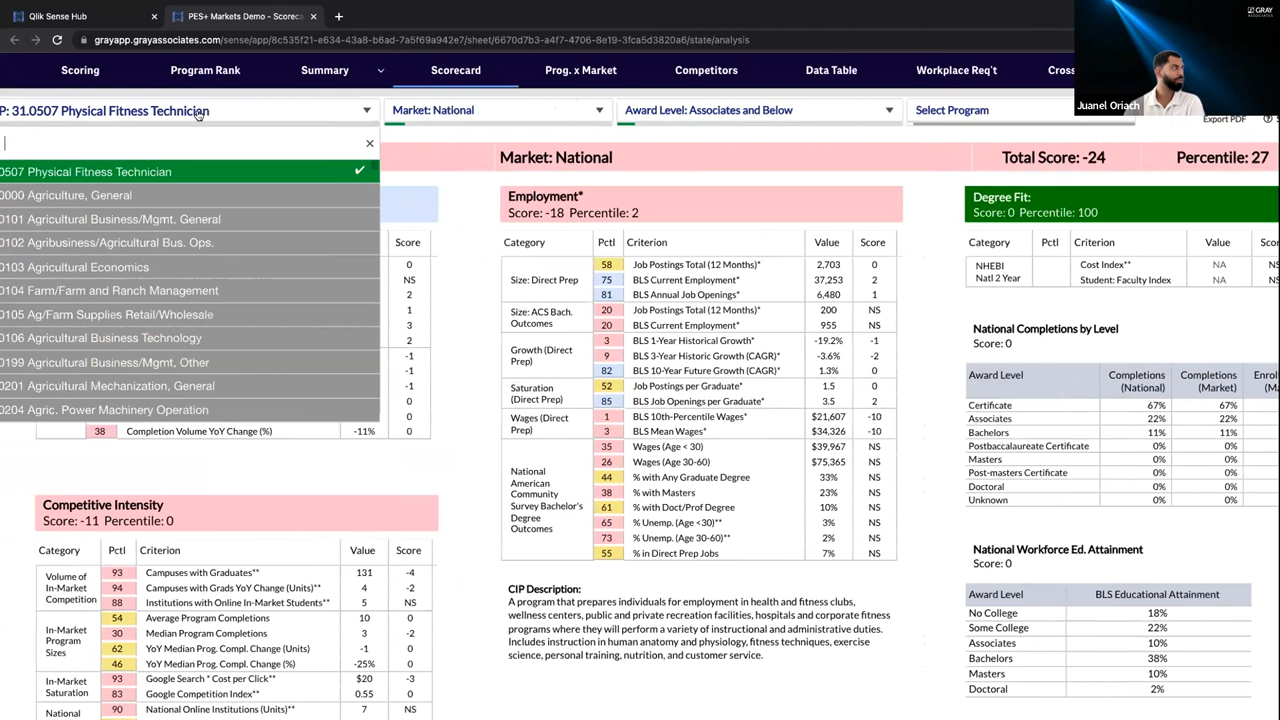 Qlik Sense Hub
PES+ Markets Demo - Scoreca
grayapp.grayassociates.com/sense/app/8c535f21-e634-43a8-b6ad-7a5f69a942e7/sheet/6670d7b3-a4f7-4706-8e19-3fca5d3820a6/state/analysis
GRAY
ASSOCIATES
Juanel Oriach
Scoring
Program Rank
Summary
Scorecard
Prog. x Market
Competitors
Data Table
Workplace Req't
Cross
P: 31.0507 Physical Fitness Technician
Market: National
Award Level: Associates and Below
Select Program
Export PDF
0507 Physical Fitness Technician
0000 Agriculture, General
0101 Agricultural Business/Mgmt, General
0102 Agribusiness/Agricultural Bus. Ops.
0103 Agricultural Economics
0104 Farm/Farm and Ranch Management
0105 Ag/Farm Supplies Retail/Wholesale
0106 Agricultural Business Technology
0199 Agricultural Business/Mgmt, Other
0201 Agricultural Mechanization, General
0204 Agric. Power Machinery Operation
Score
0
NS
2
1
3
2
-1
-1
-1
0
0
38 Completion Volume YoY Change (%) -11% 0
Competitive Intensity
Score: -11 Percentile: 0
Category Pctl Criterion Value Score
Volume of In-Market Competition
93 Campuses with Graduates** 131 -4
94 Campuses with Grads YoY Change (Units)** 4 -2
88 Institutions with Online In-Market Students** 5 NS
In-Market Program Sizes
54 Average Program Completions 10 0
30 Median Program Completions 3 -2
62 YoY Median Prog. Compl. Change (Units) -1 0
46 YoY Median Prog. Compl. Change (%) -25% 0
In-Market Saturation
93 Google Search * Cost per Click** $20 -3
83 Google Competition Index** 0.55 0
National
90 National Online Institutions (Units)** 7 NS
Market: National
Total Score: -24
Percentile: 27
Employment*
Score: -18 Percentile: 2
Category Pctl Criterion Value Score
Size: Direct Prep
58 Job Postings Total (12 Months)* 2,703 0
75 BLS Current Employment* 37,253 2
81 BLS Annual Job Openings* 6,480 1
Size: ACS Bach. Outcomes
20 Job Postings Total (12 Months)* 200 NS
20 BLS Current Employment* 955 NS
Growth (Direct Prep)
3 BLS 1-Year Historical Growth* -19.2% -1
9 BLS 3-Year Historic Growth (CAGR)* -3.6% -2
82 BLS 10-Year Future Growth (CAGR)* 1.3% 0
Saturation (Direct Prep)
52 Job Postings per Graduate* 1.5 0
85 BLS Job Openings per Graduate* 3.5 2
Wages (Direct Prep)
1 BLS 10th-Percentile Wages* $21,607 -10
3 BLS Mean Wages* $34,326 -10
National American Community Survey Bachelor's Degree Outcomes
35 Wages (Age < 30) $39,967 NS
26 Wages (Age 30-60) $75,365 NS
44 % with Any Graduate Degree 33% NS
38 % with Masters 23% NS
61 % with Doct/Prof Degree 10% NS
65 % Unemp. (Age <30)** 3% NS
73 % Unemp. (Age 30-60)** 2% NS
55 % in Direct Prep Jobs 7% NS
CIP Description:
A program that prepares individuals for employment in health and fitness clubs,
wellness centers, public and private recreation facilities, hospitals and corporate fitness
programs where they will perform a variety of instructional and administrative duties.
Includes instruction in human anatomy and physiology, fitness techniques, exercise
science, personal training, nutrition, and customer service.
Degree Fit:
Score: 0 Percentile: 100
Category Pctl Criterion Value Sco
NHEBI
Natl 2 Year
Cost Index** NA
Student: Faculty Index NA
National Completions by Level
Score: 0
Award Level Completions (National) Completions (Market) Enrol
Certificate 67% 67%
Associates 22% 22%
Bachelors 11% 11%
Postbaccalaureate Certificate 0% 0%
Masters 0% 0%
Post-masters Certificate 0% 0%
Doctoral 0% 0%
Unknown 0% 0%
National Workforce Ed. Attainment
Score: 0
Award Level BLS Educational Attainment
No College 18%
Some College 22%
Associates 10%
Bachelors 38%
Masters 10%
Doctoral 2%